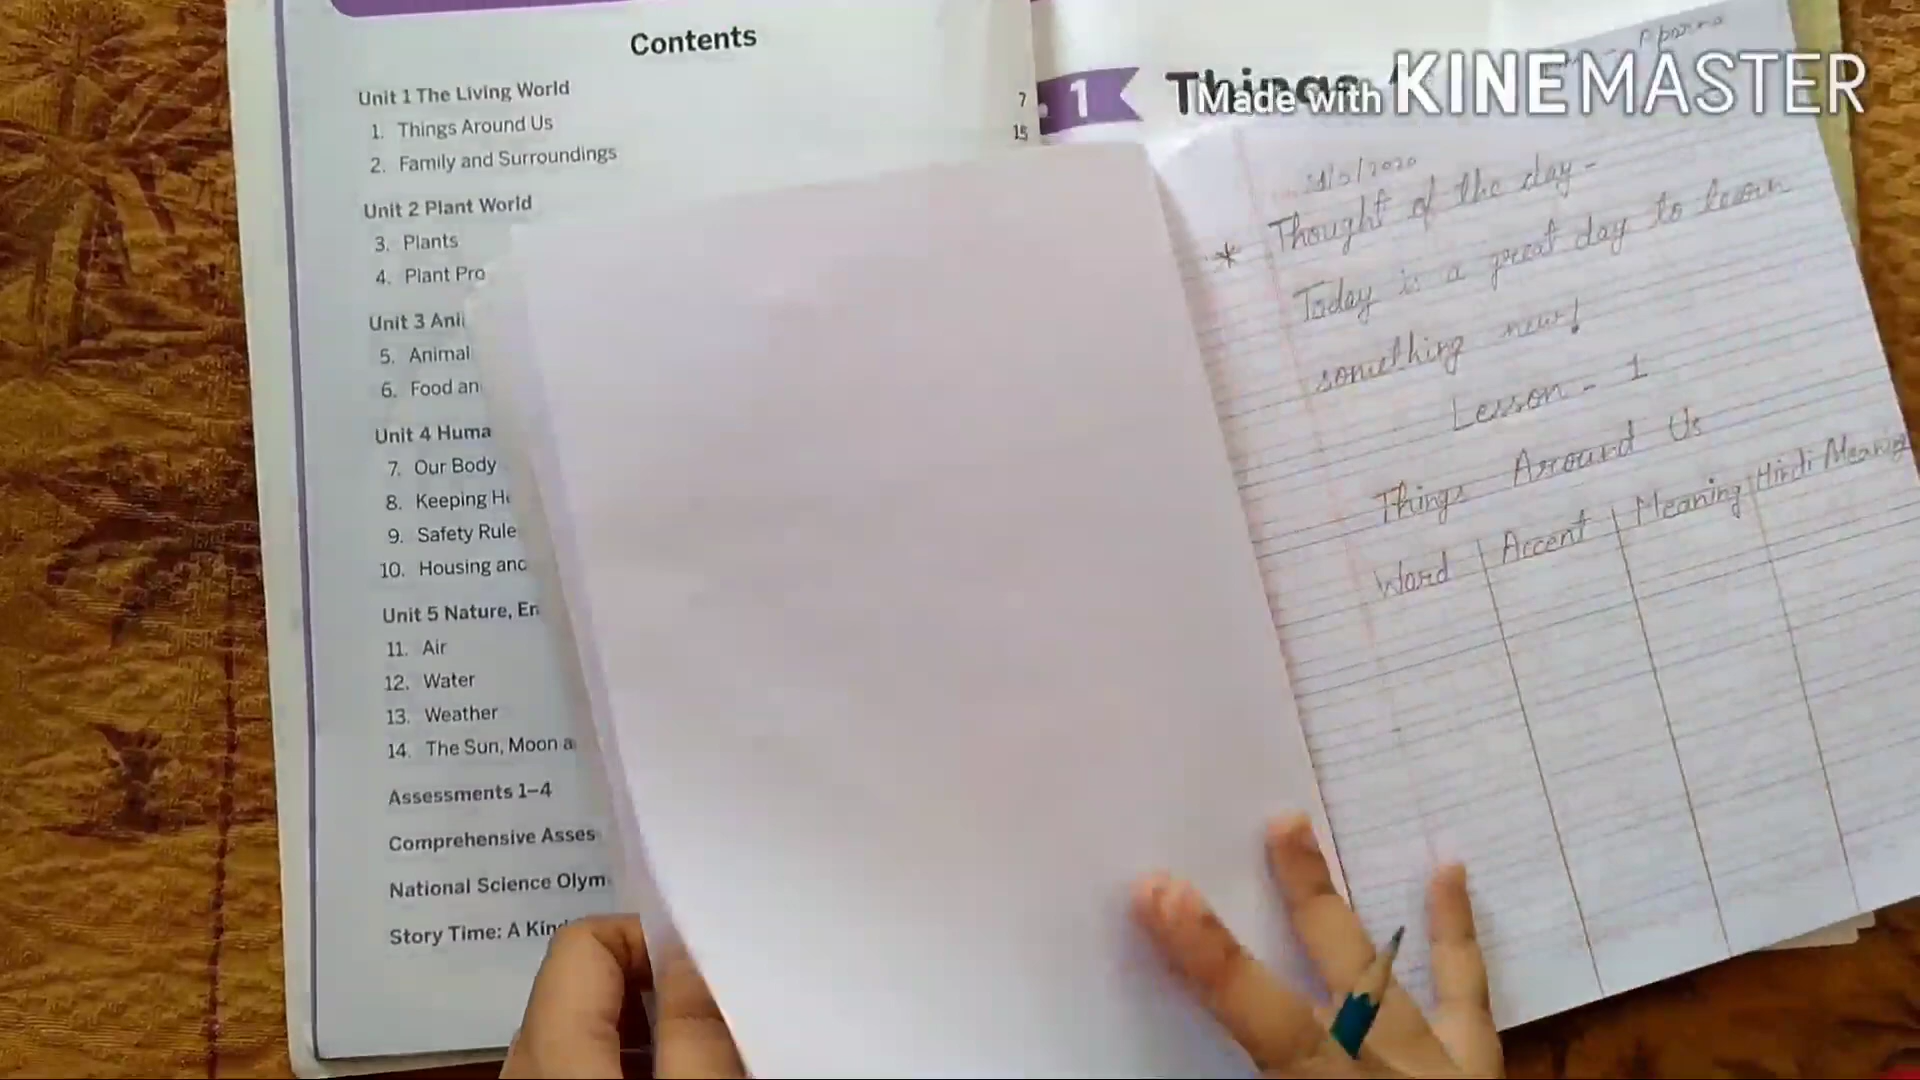 Contents
Unit 1 The Living World
1. Things Around Us 7
2. Family and Surroundings 15
Unit 2 Plant World
3. Plants
4. Plant Pro
Unit 3 Ani
5. Animal
6. Food an
Unit 4 Huma
7. Our Body
8. Keeping He
9. Safety Rule
10. Housing and
Unit 5 Nature, En
11. Air
12. Water
13. Weather
14. The Sun, Moon a
Assessments 1–4
Comprehensive Asses
National Science Olym
Story Time: A Kin
1 Things
Made with KINEMASTER
* Thought of the day -
Today is a great day to learn
something new!
Lesson - 1
Things Around Us
Word Accent Meaning Hindi Meaning